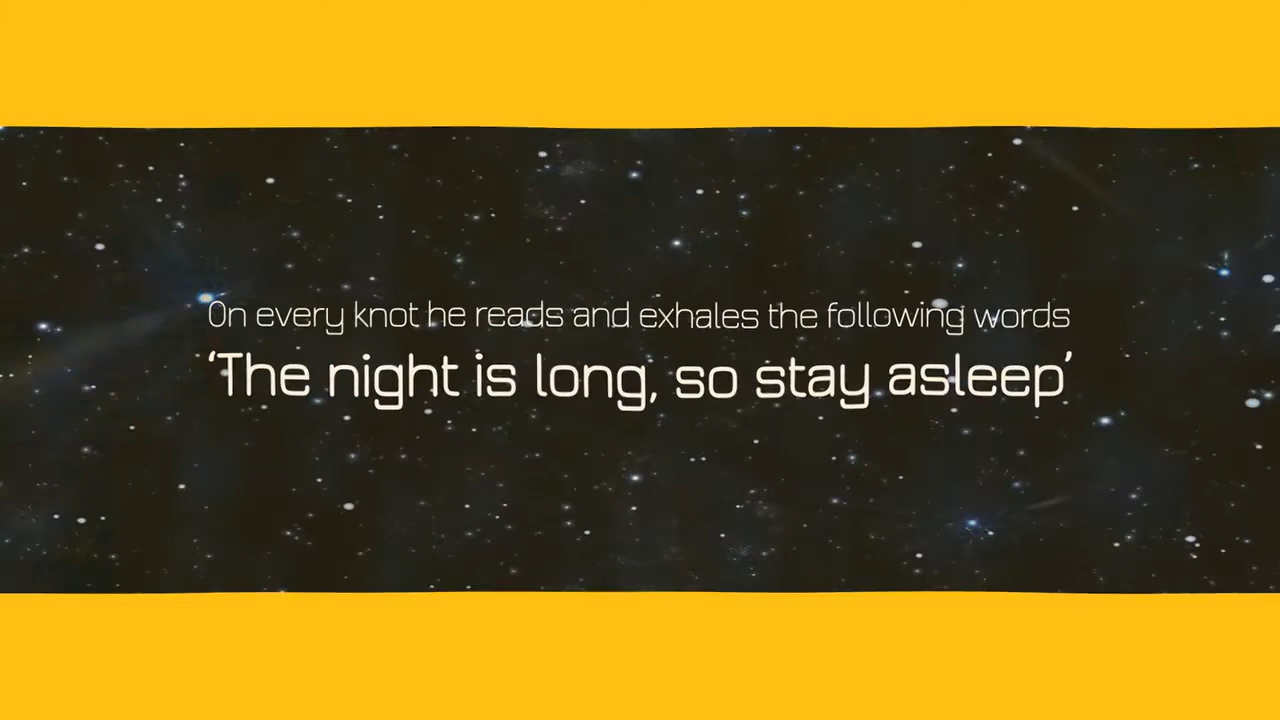 On every knot he reads and exhales the following words
‘The night is long, so stay asleep’